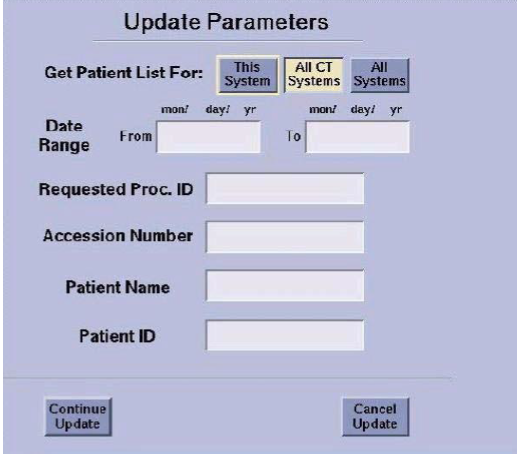 Update Parameters
Get Patient List For: This System All CT Systems All Systems
mon/ day/ yr mon/ day/ yr
Date Range From To
Requested Proc. ID
Accession Number
Patient Name
Patient ID
Continue Update Cancel Update